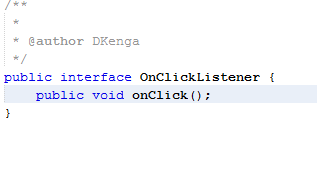 /**
 *
 * @author DKenga
 */
public interface OnClickListener {
    public void onClick();
}